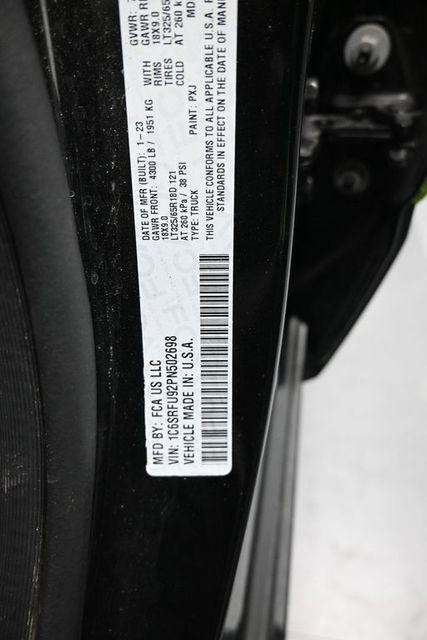 MFD BY: FCA US LLC
DATE OF MFR (BUILT): 1-23
GVWR:
GAWR FRONT: 4300 LB / 1951 KG
WITH
GAWR
18X9.0
RIMS
18X9.0
LT325/65R18D 121
TIRES
LT325/65
AT 260 kPa / 38 PSI
COLD
AT 260
TYPE: TRUCK
PAINT: PXJ
MD
VIN: 1C6SRFU92PN502698
VEHICLE MADE IN: U.S.A.
THIS VEHICLE CONFORMS TO ALL APPLICABLE U.S.A.
STANDARDS IN EFFECT ON THE DATE OF MAN